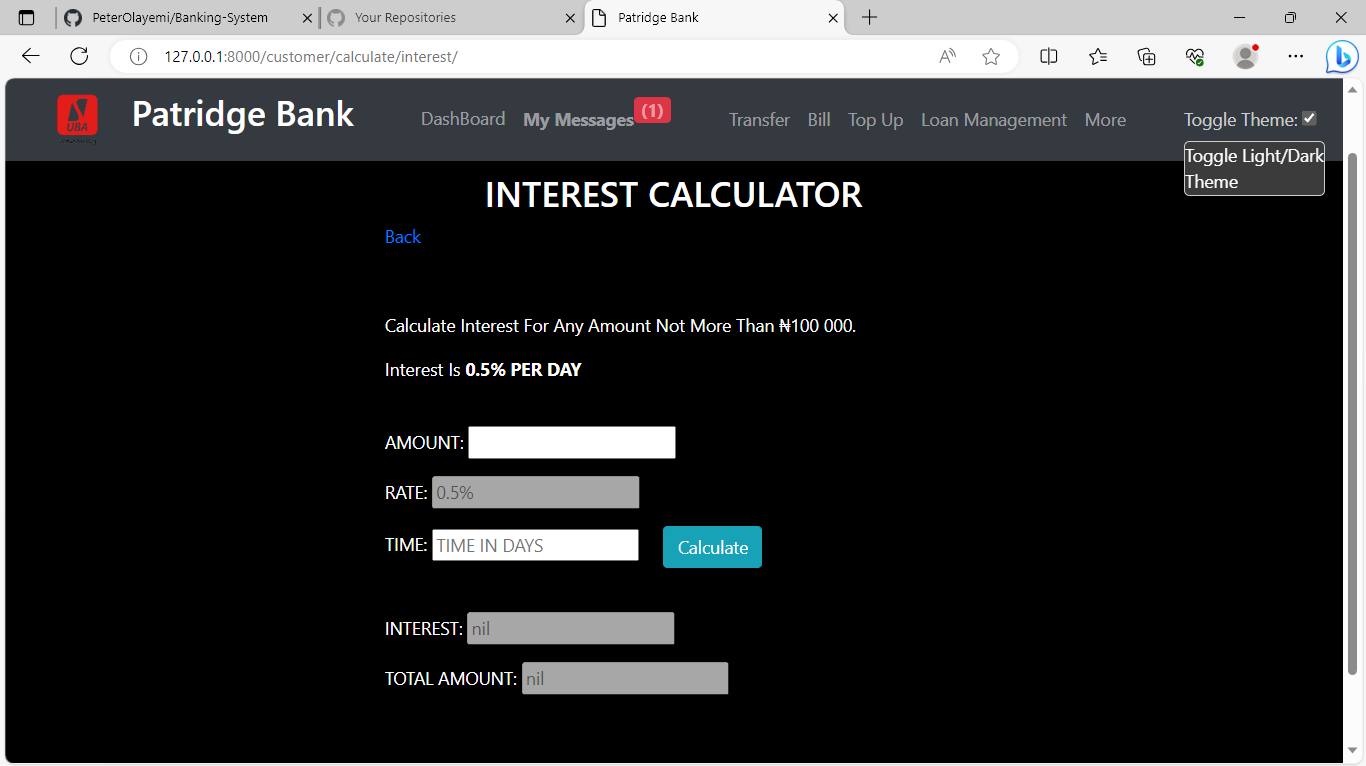 PeterOlayemi/Banking-System
Your Repositories
Patridge Bank
127.0.0.1:8000/customer/calculate/interest/
UBA
Patridge Bank
DashBoard
My Messages (1)
Transfer
Bill
Top Up
Loan Management
More
Toggle Theme:
Toggle Light/Dark
Theme
INTEREST CALCULATOR
Back
Calculate Interest For Any Amount Not More Than ₦100 000.
Interest Is 0.5% PER DAY
AMOUNT:
RATE: 0.5%
TIME: TIME IN DAYS
Calculate
INTEREST: nil
TOTAL AMOUNT: nil